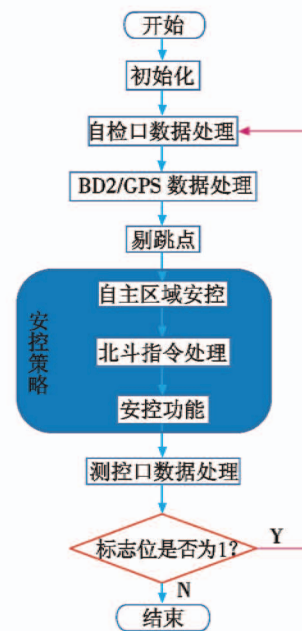 开始
初始化
自检口数据处理
BD2/GPS 数据处理
剔跳点
安控策略
自主区域安控
北斗指令处理
安控功能
测控口数据处理
标志位是否为1?
Y
N
结束